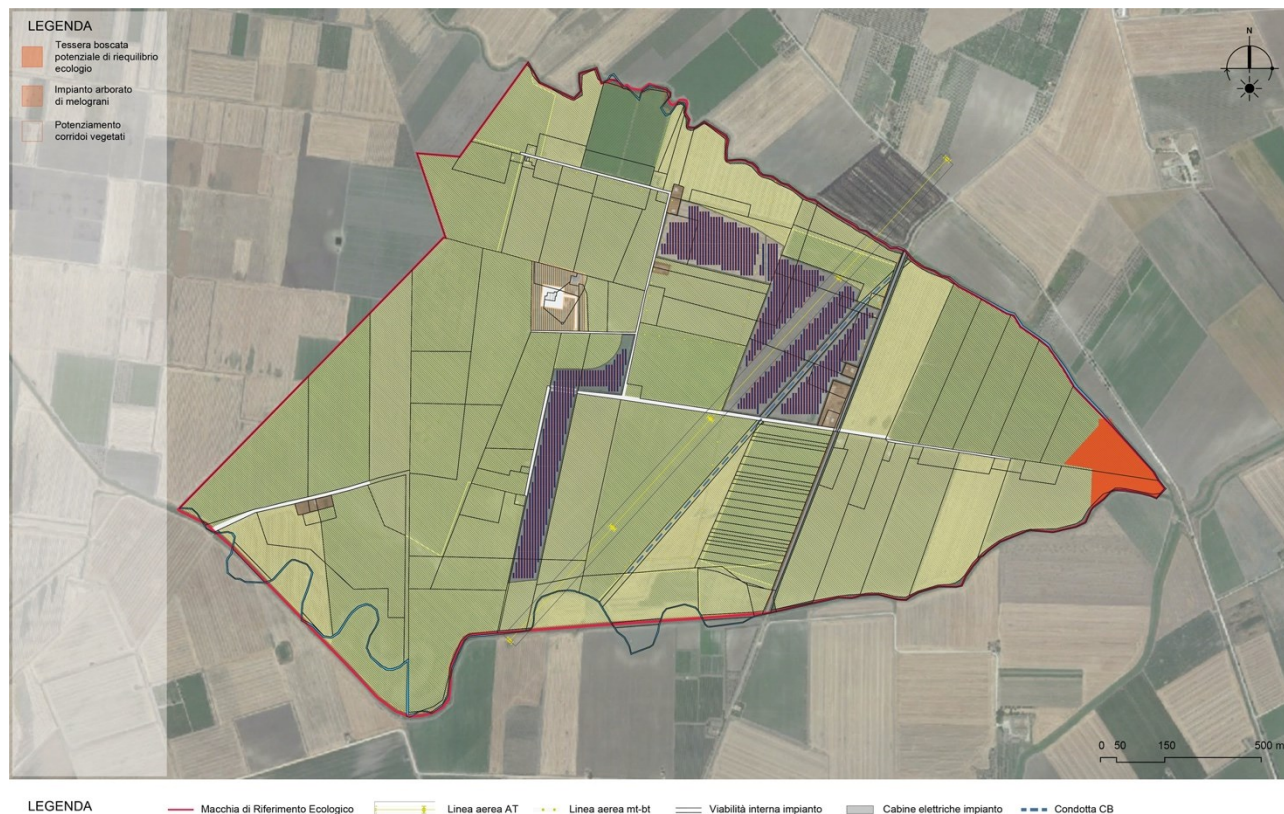 LEGENDA
Tessera boscata
potenziale di riequilibrio
ecologio
Impianto arborato
di melograni
Potenziamento
corridoi vegetati
N
0 50 150 500 m
LEGENDA
Macchia di Riferimento Ecologico
Linea aerea AT
Linea aerea mt-bt
Viabilità interna impianto
Cabine elettriche impianto
Condotta CB